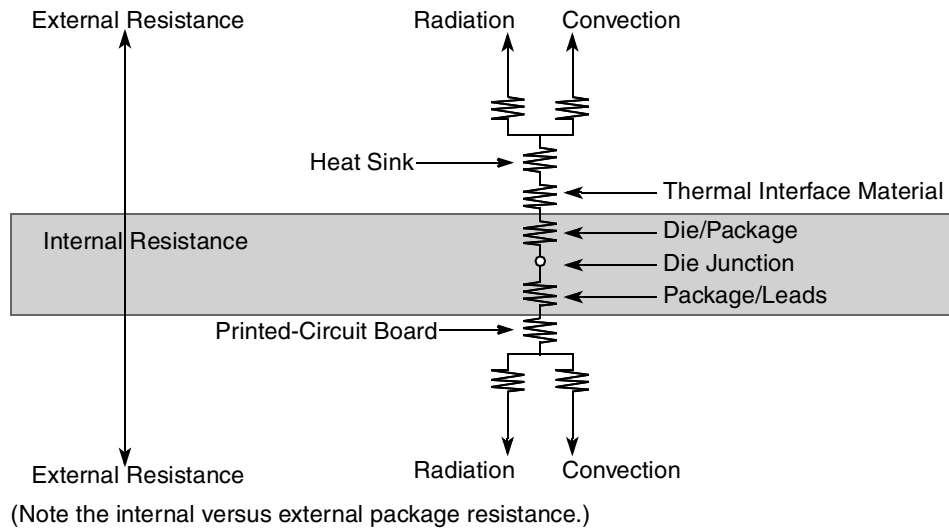 External Resistance
Radiation
Convection
Heat Sink
Thermal Interface Material
Internal Resistance
Die/Package
Die Junction
Package/Leads
Printed-Circuit Board
External Resistance
Radiation
Convection
(Note the internal versus external package resistance.)